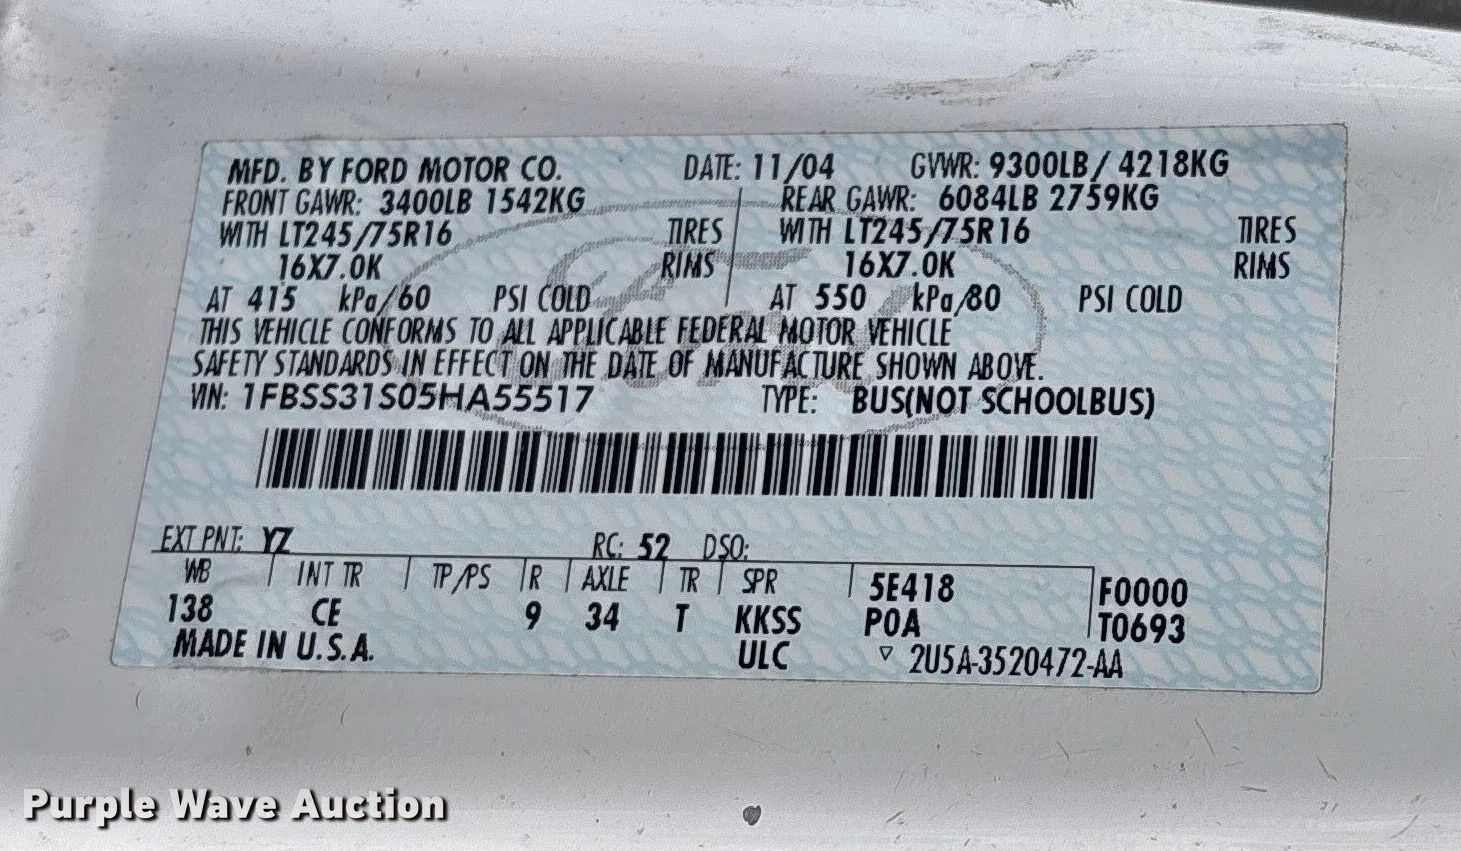 MFD. BY FORD MOTOR CO. DATE: 11/04 GVWR: 9300LB/4218KG
FRONT GAWR: 3400LB 1542KG REAR GAWR: 6084LB 2759KG
WITH LT245/75R16 TIRES WITH LT245/75R16 TIRES
16X7.0K RIMS 16X7.0K RIMS
AT 415 kPa/60 PSI COLD AT 550 kPa/80 PSI COLD
THIS VEHICLE CONFORMS TO ALL APPLICABLE FEDERAL MOTOR VEHICLE
SAFETY STANDARDS IN EFFECT ON THE DATE OF MANUFACTURE SHOWN ABOVE.
VIN: 1FBSS31S05HA55517 TYPE: BUS(NOT SCHOOLBUS)
Ford
EXT PNT: YZ RC: 52 DSO:
WB INT TR TP/PS R AXLE TR SPR 5E418 F0000
138 CE 9 34 T KKSS P0A T0693
MADE IN U.S.A. ULC ▽ 2U5A-3520472-AA
Purple Wave Auction